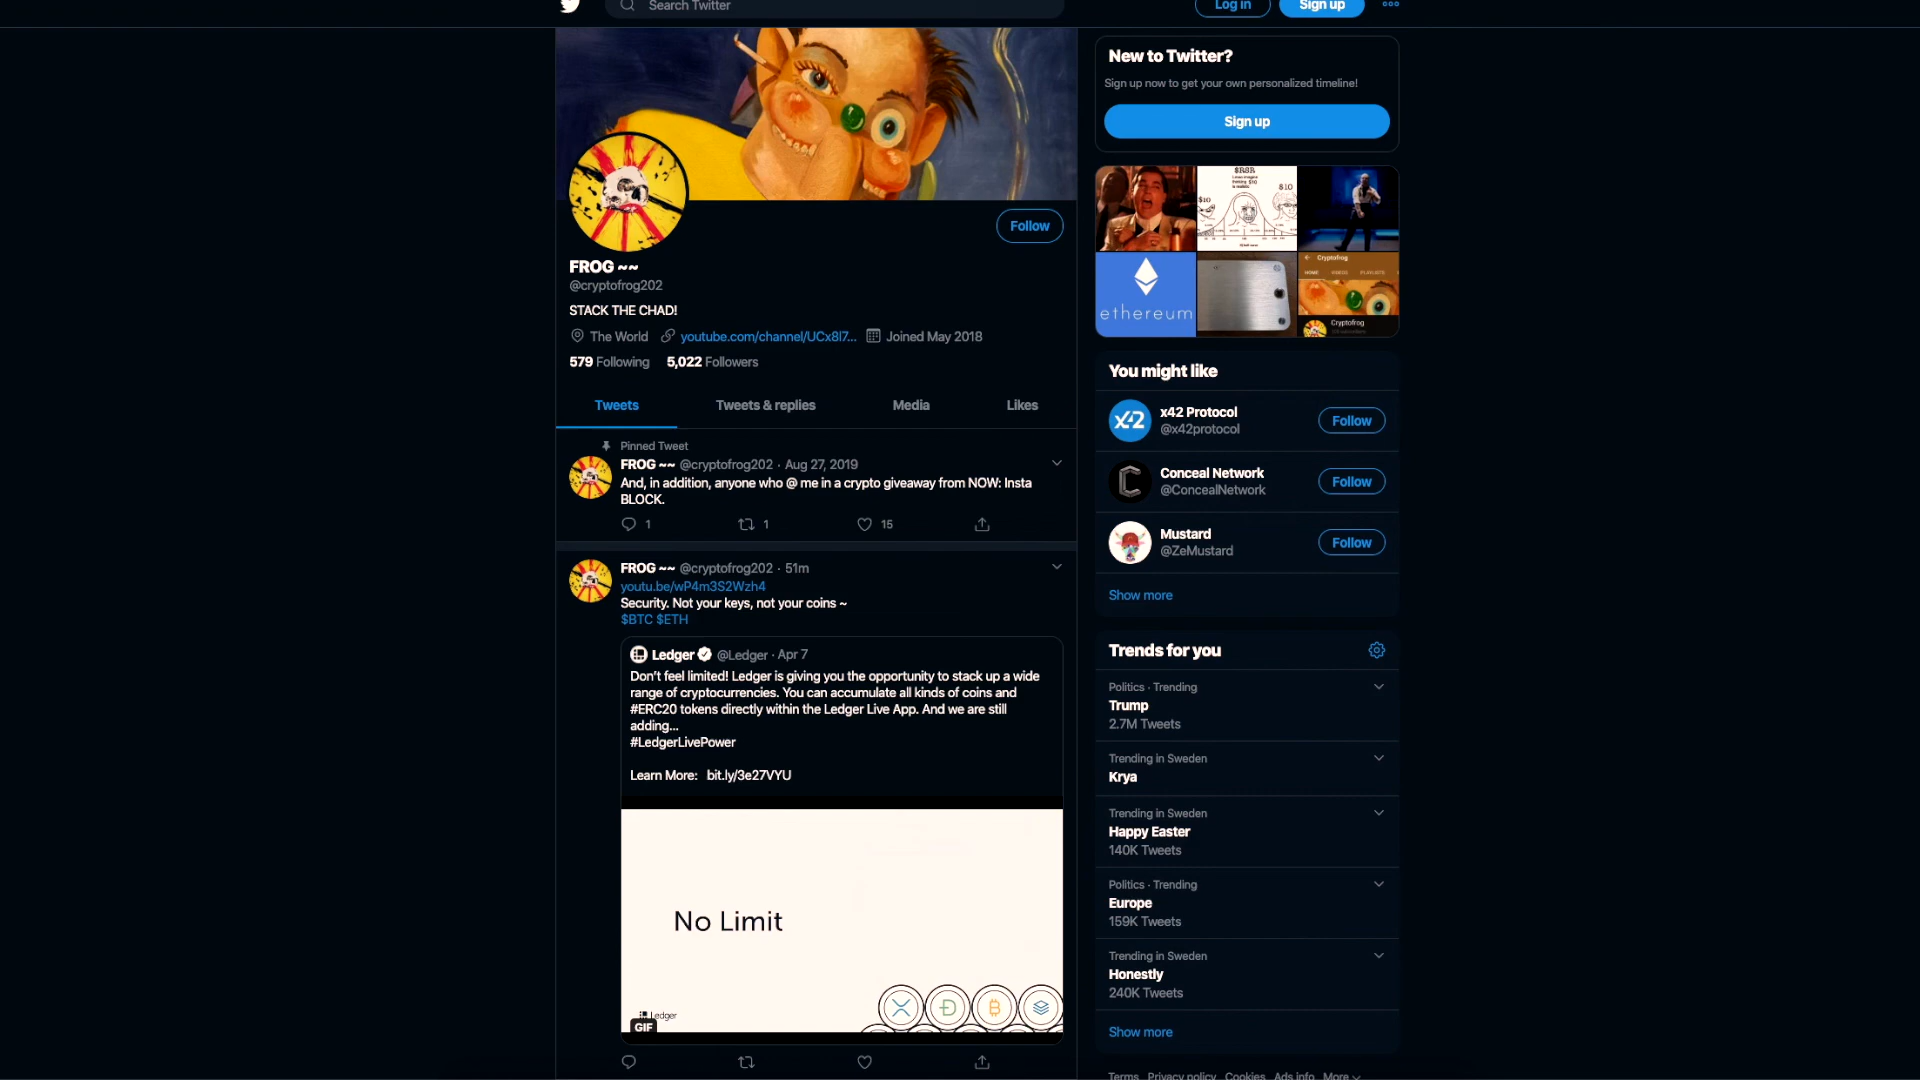 Search Twitter
Log in
Sign up
FROG ~~
@cryptofrog202
STACK THE CHAD!
The World
youtube.com/channel/UCx8l7...
Joined May 2018
579 Following
5,022 Followers
Follow
Tweets
Tweets & replies
Media
Likes
Pinned Tweet
FROG ~~ @cryptofrog202 · Aug 27, 2019
And, in addition, anyone who @ me in a crypto giveaway from NOW: Insta
BLOCK.
1
1
15
FROG ~~ @cryptofrog202 · 51m
youtu.be/wP4m3S2Wzh4
Security. Not your keys, not your coins ~
$BTC $ETH
Ledger @Ledger · Apr 7
Don't feel limited! Ledger is giving you the opportunity to stack up a wide
range of cryptocurrencies. You can accumulate all kinds of coins and
#ERC20 tokens directly within the Ledger Live App. And we are still
adding...
#LedgerLivePower
Learn More: bit.ly/3e27VYU
No Limit
Ledger
GIF
New to Twitter?
Sign up now to get your own personalized timeline!
Sign up
$RSR
$10
$10
ethereum
Cryptofrog
HOME VIDEOS PLAYLISTS
Cryptofrog
You might like
x42
x42 Protocol
@x42protocol
Follow
Conceal Network
@ConcealNetwork
Follow
Mustard
@ZeMustard
Follow
Show more
Trends for you
Politics · Trending
Trump
2.7M Tweets
Trending in Sweden
Krya
Trending in Sweden
Happy Easter
140K Tweets
Politics · Trending
Europe
159K Tweets
Trending in Sweden
Honestly
240K Tweets
Show more
Terms Privacy policy Cookies Ads info More